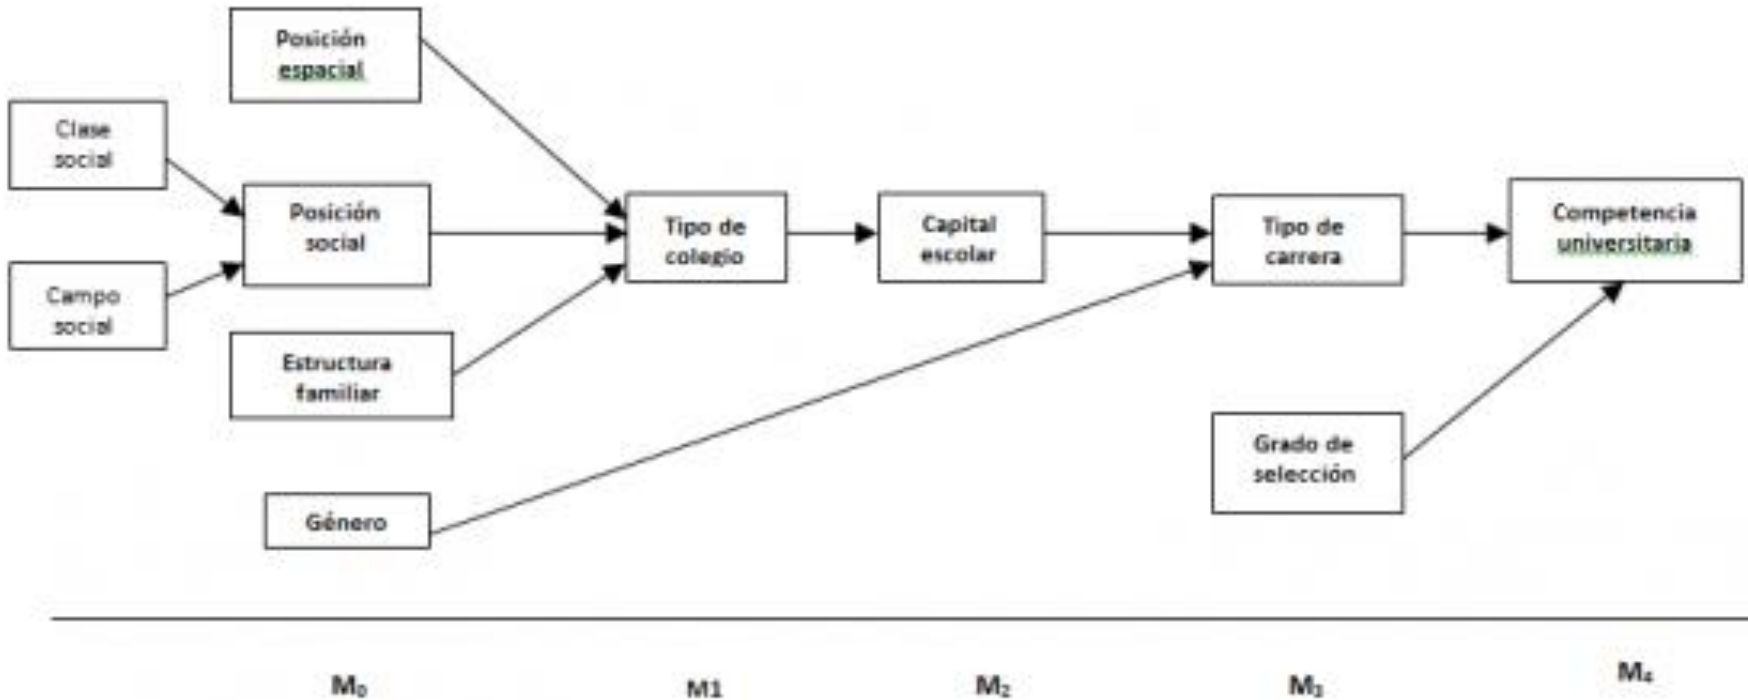 Posición
espacial
Clase
social
Posición
social
Campo
social
Estructura
familiar
Género
Tipo de
colegio
Capital
escolar
Tipo de
carrera
Competencia
universitaria
Grado de
selección
M₀
M1
M₂
M₃
M₄